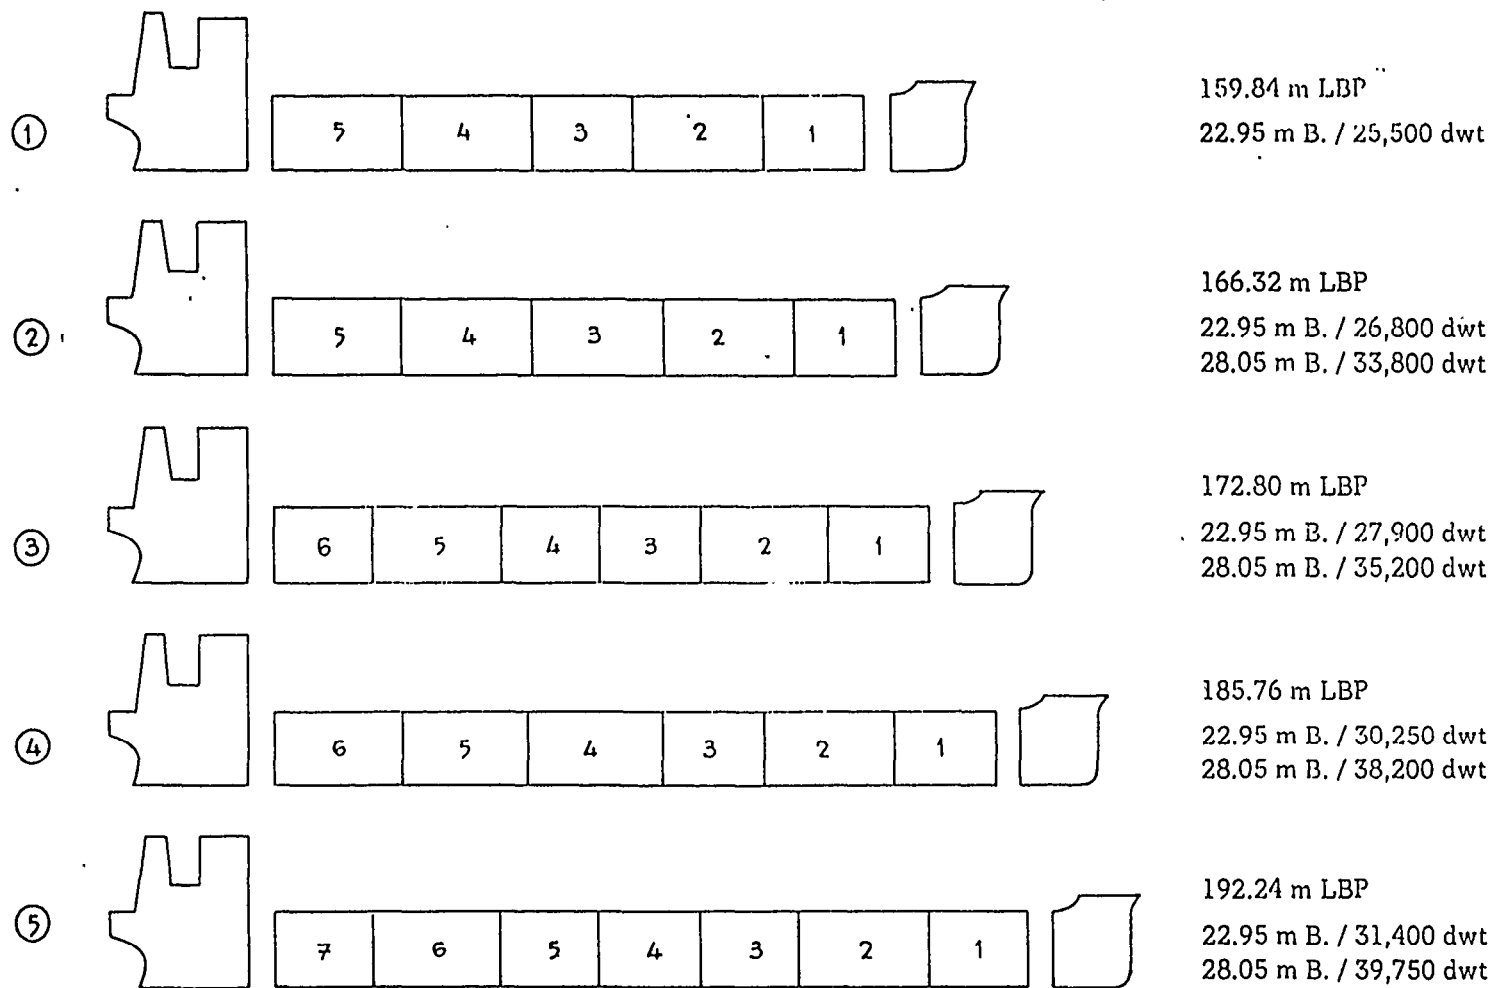 159.84 m LBP
① 5 4 3 2 1 22.95 m B. / 25,500 dwt
166.32 m LBP
② 5 4 3 2 1 22.95 m B. / 26,800 dwt
28.05 m B. / 33,800 dwt
172.80 m LBP
③ 6 5 4 3 2 1 22.95 m B. / 27,900 dwt
28.05 m B. / 35,200 dwt
185.76 m LBP
④ 6 5 4 3 2 1 22.95 m B. / 30,250 dwt
28.05 m B. / 38,200 dwt
192.24 m LBP
⑤ 7 6 5 4 3 2 1 22.95 m B. / 31,400 dwt
28.05 m B. / 39,750 dwt